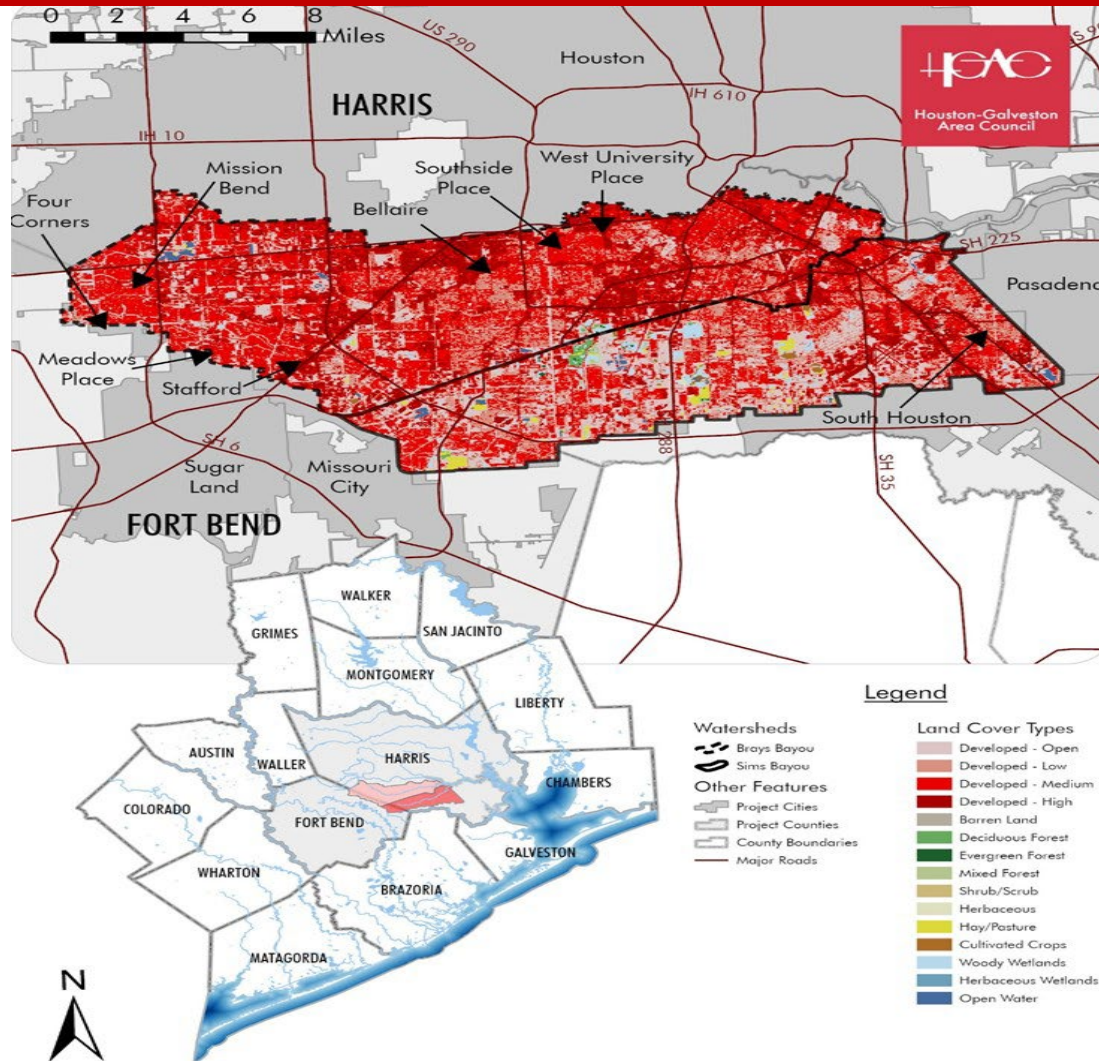 0 2 4 6 8
Miles
US 290
Houston
HARRIS
IH 610
Houston-Galveston
Area Council
IH 10
Mission
Bend
Southside
Place
West University
Place
Four
Corners
Bellaire
SH 225
Pasadena
Meadows
Place
Stafford
South Houston
SH 6
Sugar
Land
Missouri
City
288
SH 35
FORT BEND
WALKER
GRIMES
SAN JACINTO
MONTGOMERY
LIBERTY
AUSTIN
WALLER
HARRIS
CHAMBERS
COLORADO
FORT BEND
GALVESTON
WHARTON
BRAZORIA
MATAGORDA
N
Legend
Watersheds
Brays Bayou
Sims Bayou
Other Features
Project Cities
Project Counties
County Boundaries
Major Roads
Land Cover Types
Developed - Open
Developed - Low
Developed - Medium
Developed - High
Barren Land
Deciduous Forest
Evergreen Forest
Mixed Forest
Shrub/Scrub
Herbaceous
Hay/Pasture
Cultivated Crops
Woody Wetlands
Herbaceous Wetlands
Open Water